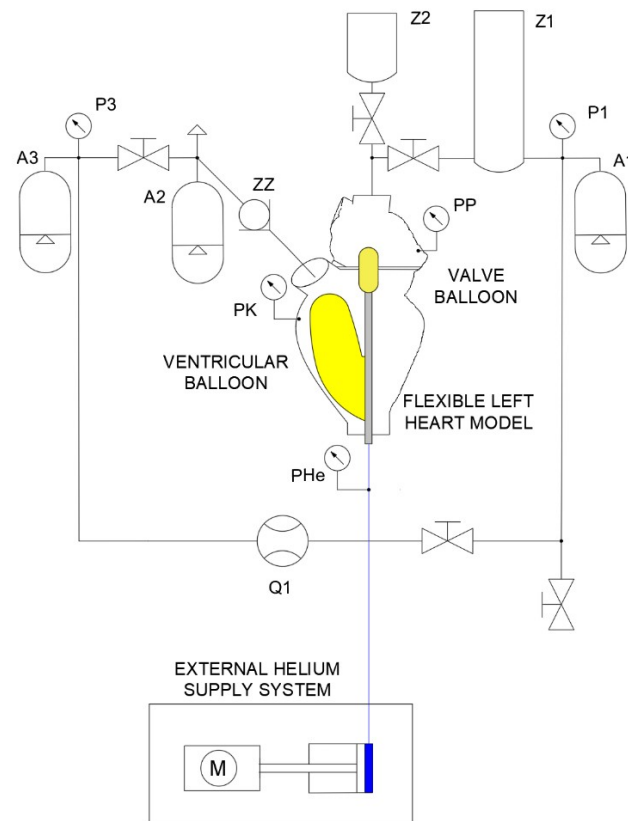 Z2
Z1
P3
P1
A3
A2
ZZ
A1
PP
PK
VALVE
BALLOON
VENTRICULAR
BALLOON
FLEXIBLE LEFT
HEART MODEL
PHe
Q1
EXTERNAL HELIUM
SUPPLY SYSTEM
M